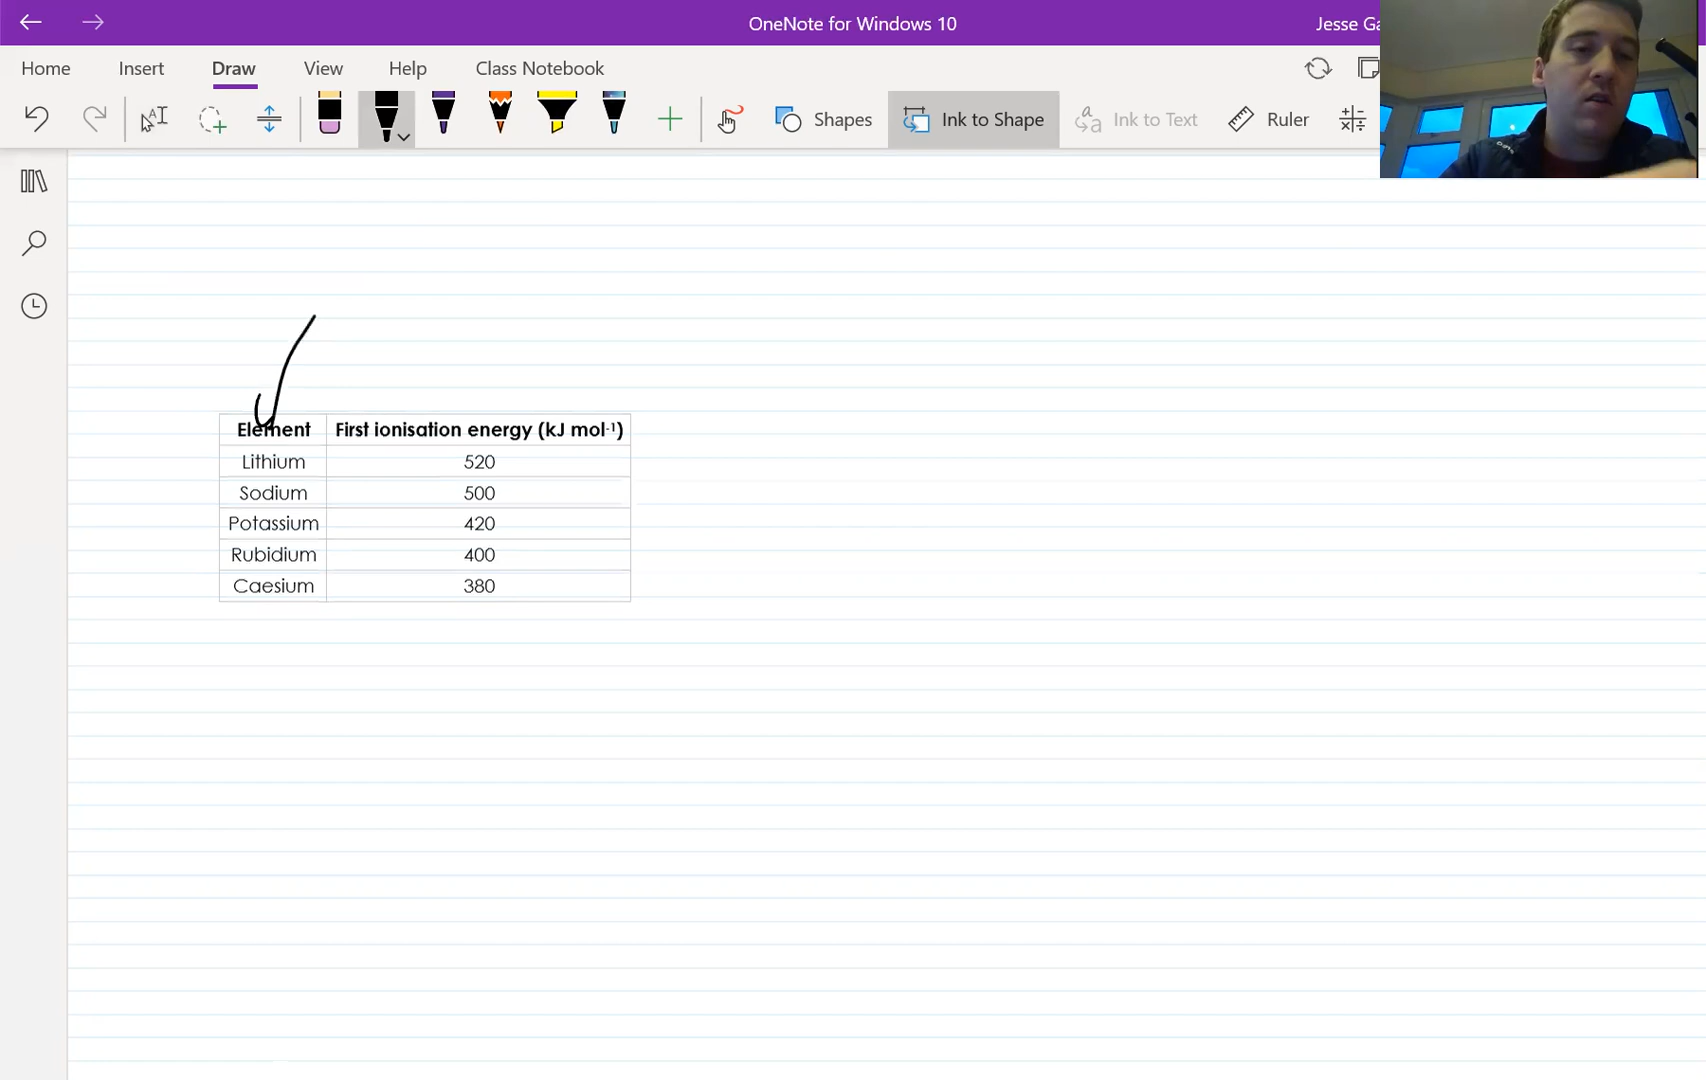 OneNote for Windows 10
Jesse
Home Insert Draw View Help Class Notebook
Shapes Ink to Shape Ink to Text Ruler
Element First ionisation energy (kJ mol⁻¹)
Lithium 520
Sodium 500
Potassium 420
Rubidium 400
Caesium 380